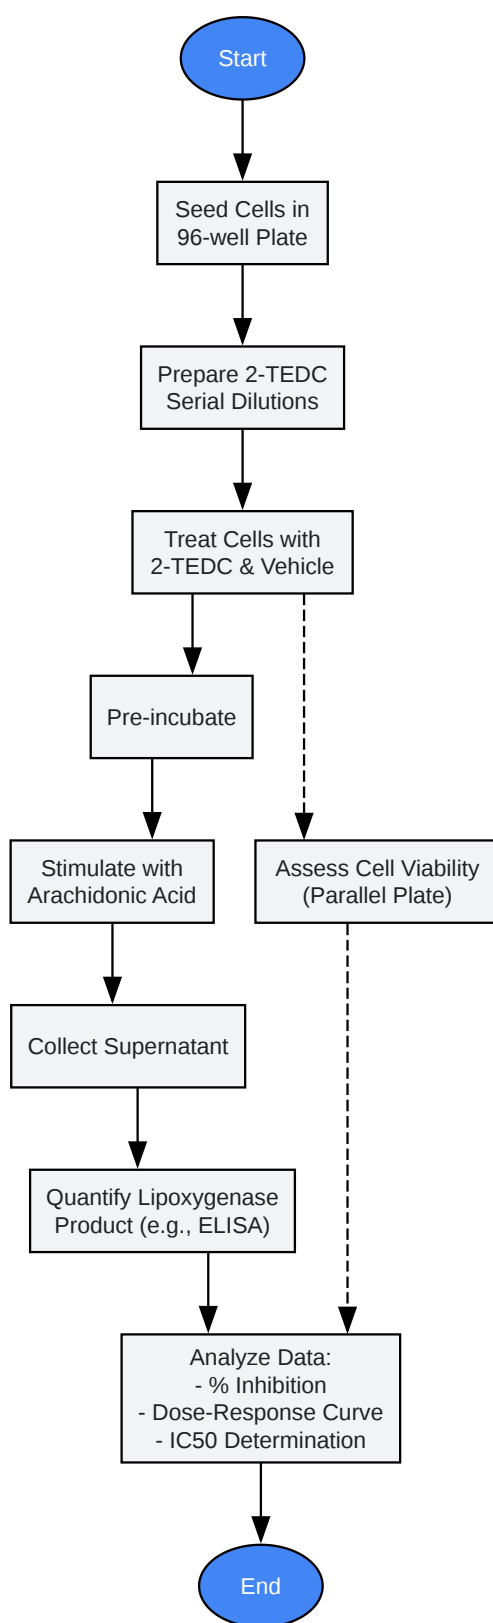 Start
Seed Cells in
96-well Plate
Prepare 2-TEDC
Serial Dilutions
Treat Cells with
2-TEDC & Vehicle
Pre-incubate
Stimulate with
Arachidonic Acid
Assess Cell Viability
(Parallel Plate)
Collect Supernatant
Quantify Lipoxygenase
Product (e.g., ELISA)
Analyze Data:
- % Inhibition
- Dose-Response Curve
- IC50 Determination
End